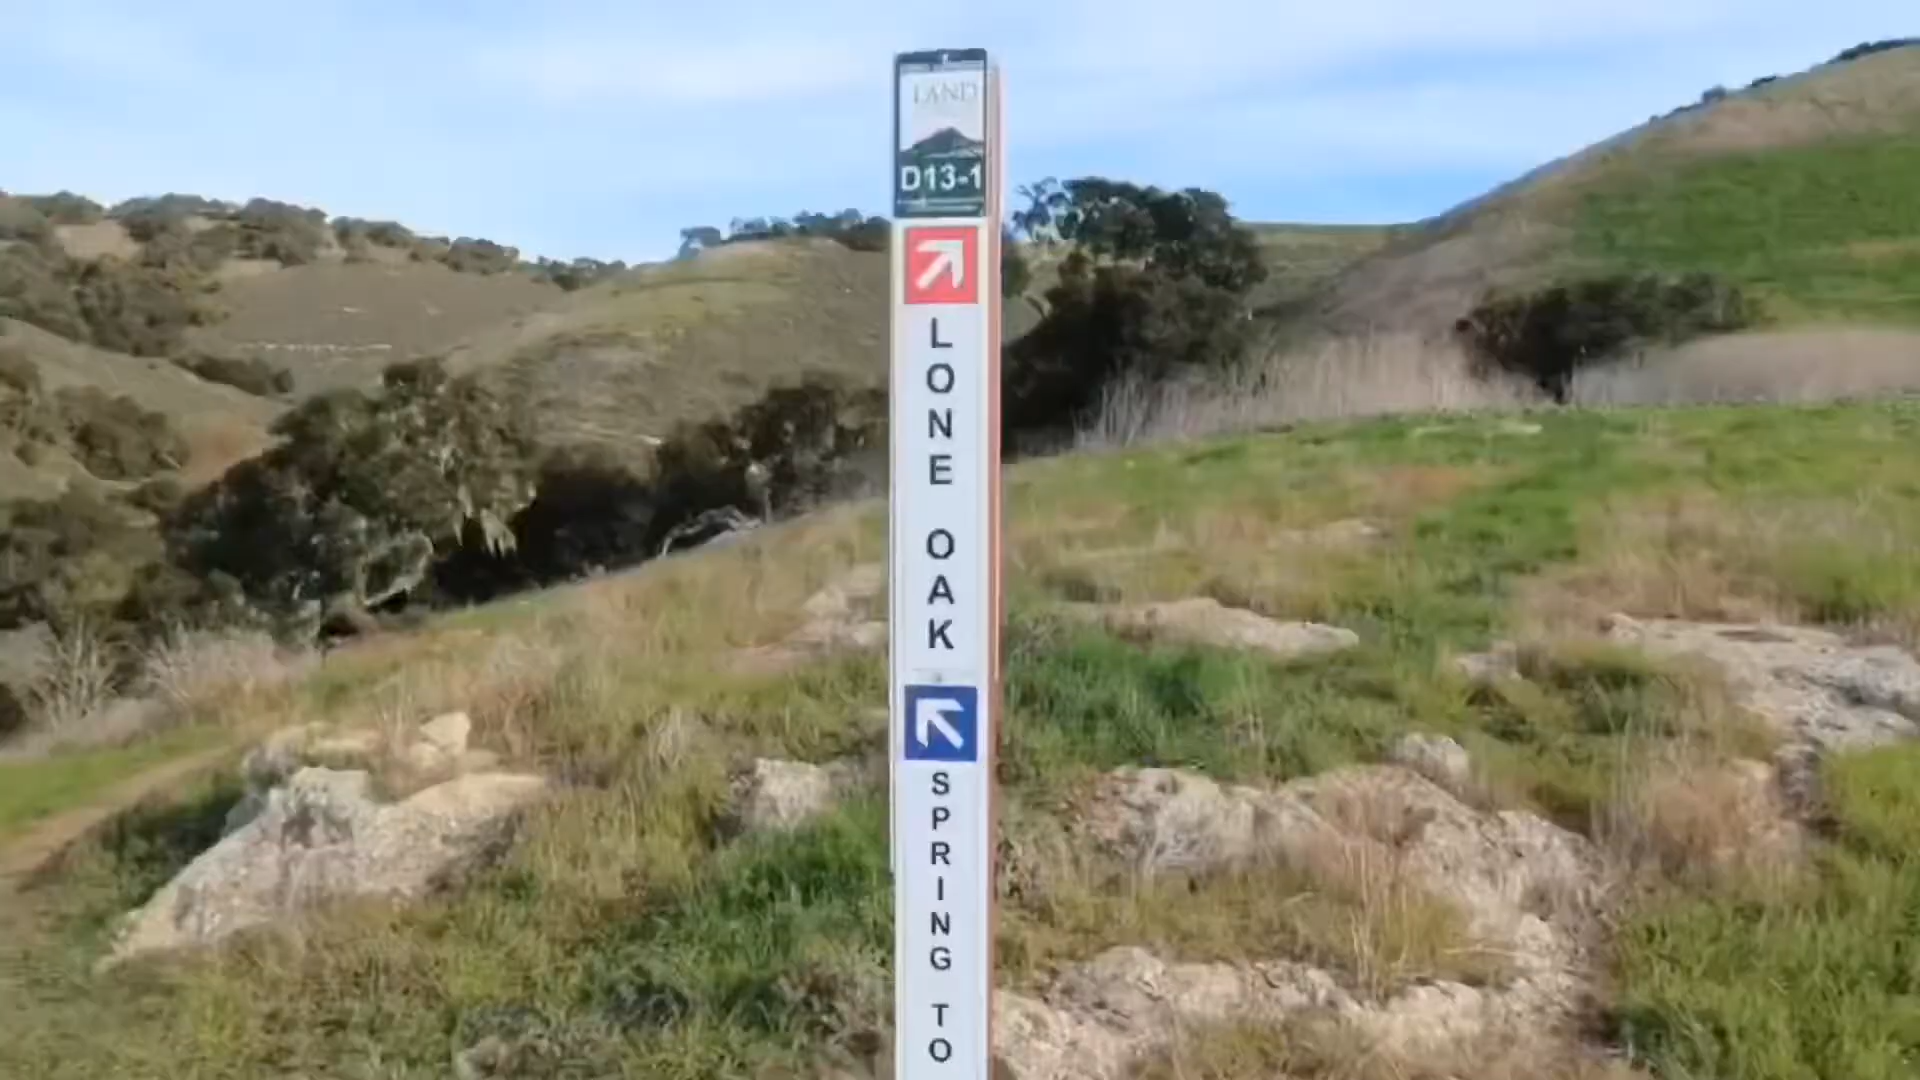 LAND
D13-1
LONE OAK
SPRING TO